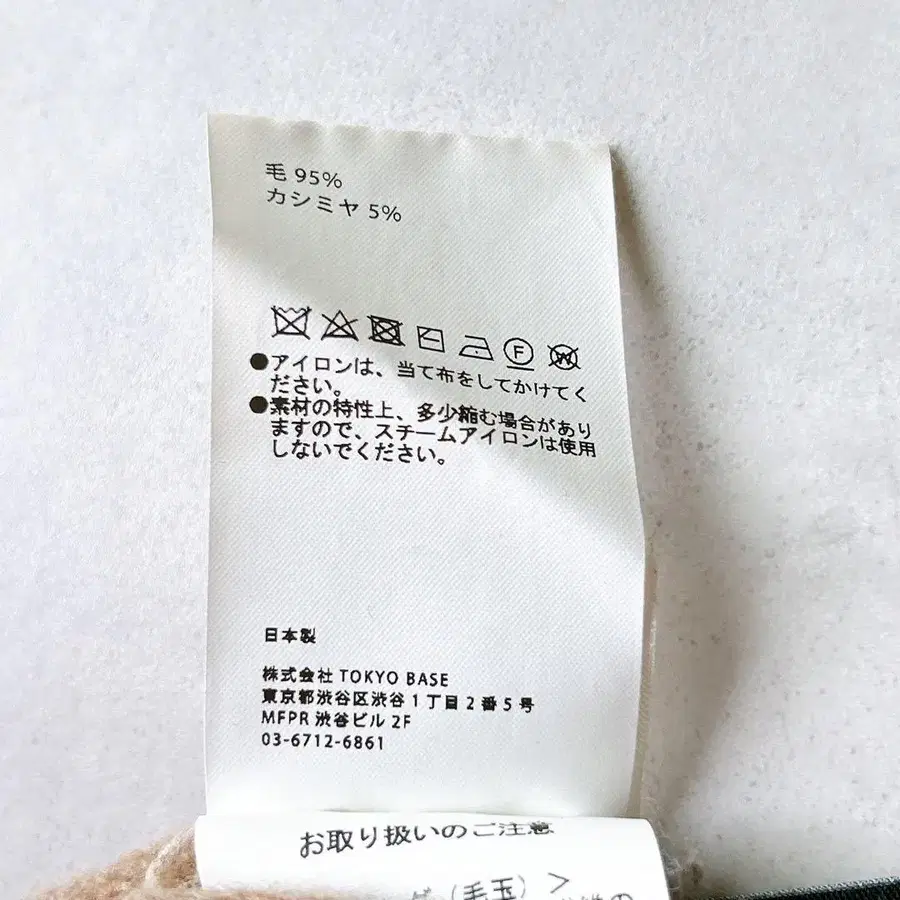 毛 95%
カシミヤ 5%
F
W
●アイロンは、当て布をしてかけてく
ださい。
●素材の特性上、多少縮む場合があり
ますので、スチームアイロンは使用
しないでください。
日本製
株式会社 TOKYO BASE
東京都渋谷区渋谷1丁目2番5号
MFPR 渋谷ビル 2F
03-6712-6861
お取り扱いのご注意
(毛玉)>